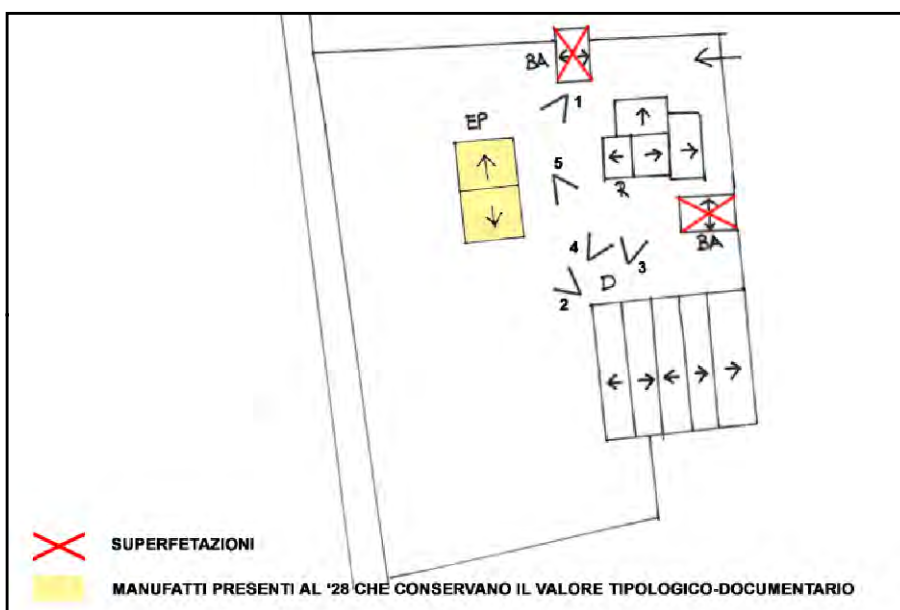 BA
1
EP
5
R
BA
4
3
D
2
SUPERFETAZIONI
MANUFATTI PRESENTI AL '28 CHE CONSERVANO IL VALORE TIPOLOGICO-DOCUMENTARIO